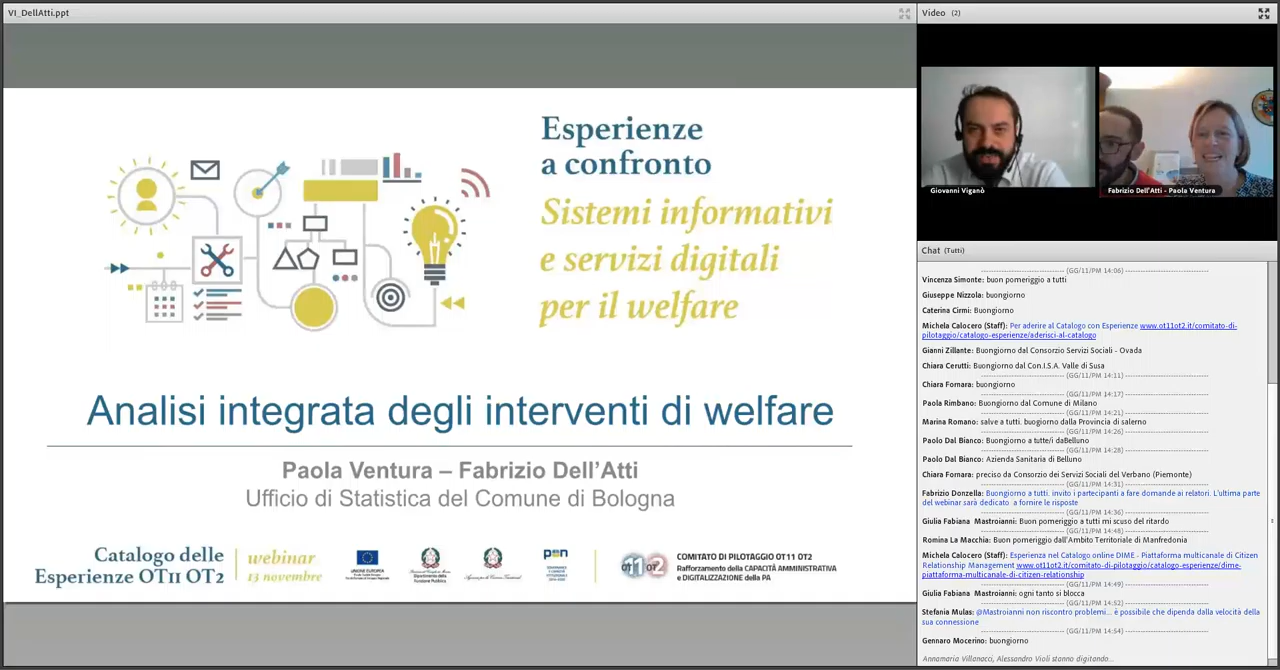 VI_DellAtti.ppt
Esperienze
a confronto
Sistemi informativi
e servizi digitali
per il welfare
Analisi integrata degli interventi di welfare
Paola Ventura – Fabrizio Dell'Atti
Ufficio di Statistica del Comune di Bologna
Catalogo delle
Esperienze OT11 OT2
webinar
13 novembre
UNIONE EUROPEA
pon
ot11 ot2
COMITATO DI PILOTAGGIO OT11 OT2
Rafforzamento della CAPACITÀ AMMINISTRATIVA
e DIGITALIZZAZIONE della PA
Video (2)
Giovanni Viganò
Fabrizio Dell'Atti - Paola Ventura
Chat (Tutti)
(GG/11/PM 14:06)
Vincenza Simonte: buon pomeriggio a tutti
Giuseppe Nizzola: buongiorno
Caterina Cirmi: Buongiorno
Michela Calocero (Staff): Per aderire al Catalogo con Esperienze www.ot11ot2.it/comitato-di-
pilotaggio/catalogo-esperienze/aderisci-al-catalogo
Gianni Zillante: Buongiorno dal Consorzio Servizi Sociali - Ovada
Chiara Cerutti: Buongiorno dal Con.I.S.A. Valle di Susa
(GG/11/PM 14:11)
Chiara Fornara: buongiorno
(GG/11/PM 14:17)
Paola Rimbano: Buongiorno dal Comune di Milano
(GG/11/PM 14:21)
Marina Romano: salve a tutti. buogiorno dalla Provincia di salerno
(GG/11/PM 14:26)
Paolo Dal Bianco: Buongiorno a tutte/i daBelluno
(GG/11/PM 14:28)
Paolo Dal Bianco: Azienda Sanitaria di Belluno
Chiara Fornara: preciso da Consorzio dei Servizi Sociali del Verbano (Piemonte)
(GG/11/PM 14:31)
Fabrizio Donzella: Buongiorno a tutti. invito i partecipanti a fare domande ai relatori. L'ultima parte
del webinar sarà dedicato a fornire le risposte
(GG/11/PM 14:36)
Giulia Fabiana Mastroianni: Buon pomeriggio a tutti mi scuso del ritardo
(GG/11/PM 14:48)
Romina La Macchia: Buon pomeriggio dall'Ambito Territoriale di Manfredonia
Michela Calocero (Staff): Esperienza nel Catalogo online DIME - Piattaforma multicanale di Citizen
Relationship Management www.ot11ot2.it/comitato-di-pilotaggio/catalogo-esperienze/dime-
piattaforma-multicanale-di-citizen-relationship
(GG/11/PM 14:49)
Giulia Fabiana Mastroianni: ogni tanto si blocca
(GG/11/PM 14:52)
Stefania Mulas: @Mastroianni non riscontro problemi... è possibile che dipenda dalla velocità della
sua connessione
(GG/11/PM 14:54)
Gennaro Mocerino: buongiorno
Annamaria Villanacci, Alessandro Violi stanno digitando...